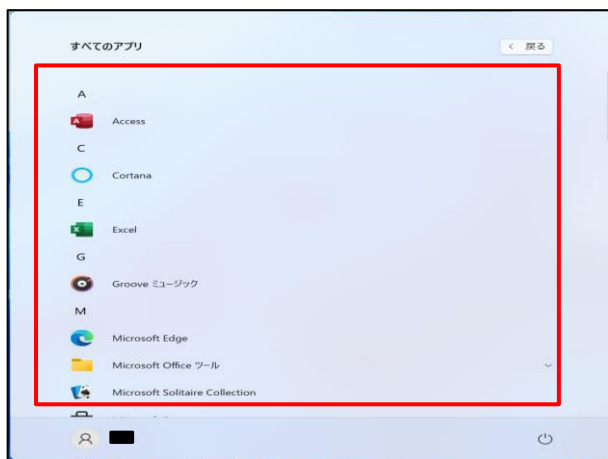 すべてのアプリ
< 戻る
A
Access
C
Cortana
E
Excel
G
Groove ミュージック
M
Microsoft Edge
Microsoft Office ツール
Microsoft Solitaire Collection